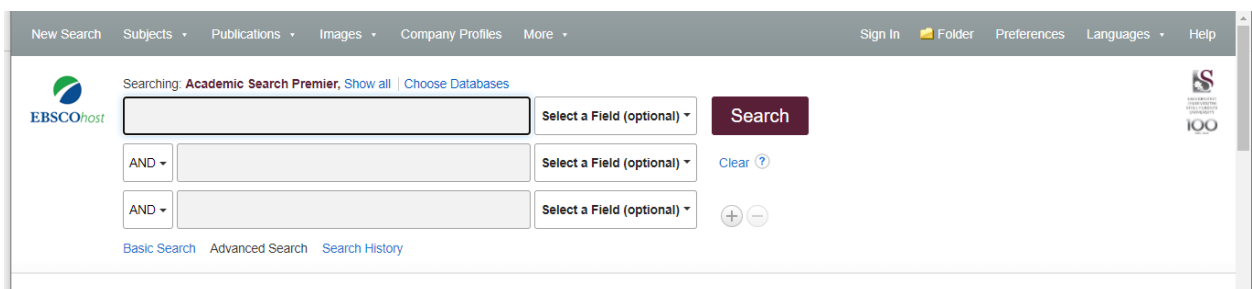 New Search Subjects Publications Images Company Profiles More Sign In Folder Preferences Languages Help
Searching: Academic Search Premier, Show all | Choose Databases
EBSCOhost
Select a Field (optional)
Search
AND
Select a Field (optional)
Clear ?
AND
Select a Field (optional)
Basic Search Advanced Search Search History
S
UNIVERSITY
100